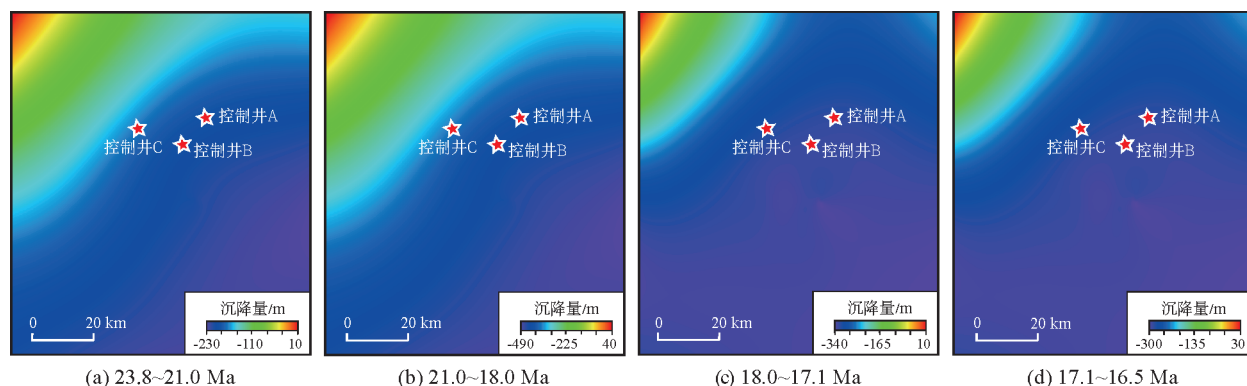 控制井A
控制井C
控制井B
沉降量/m
0 20 km
-230 -110 10
(a) 23.8~21.0 Ma
控制井A
控制井C
控制井B
沉降量/m
0 20 km
-490 -225 40
(b) 21.0~18.0 Ma
控制井A
控制井C
控制井B
沉降量/m
0 20 km
-340 -165 10
(c) 18.0~17.1 Ma
控制井A
控制井C
控制井B
沉降量/m
0 20 km
-300 -135 30
(d) 17.1~16.5 Ma